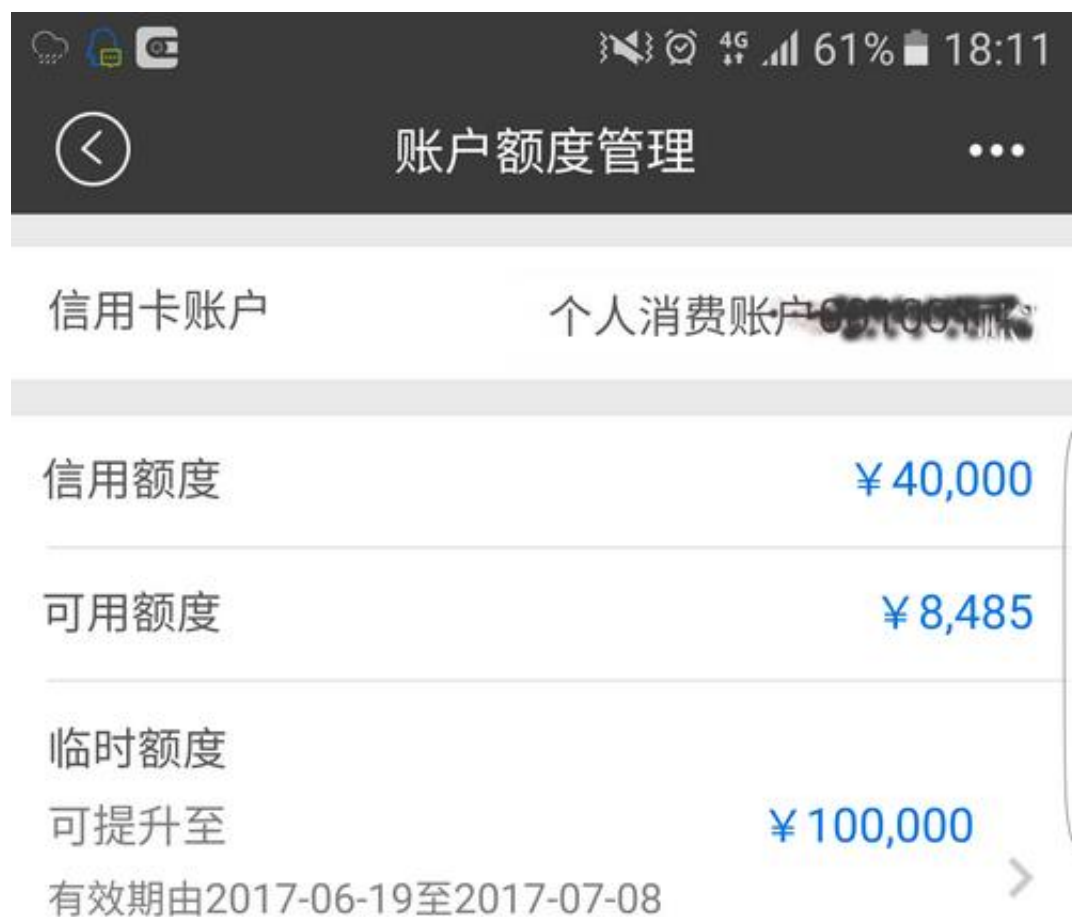 4G 61% 18:11
账户额度管理
信用卡账户 个人消费账户
信用额度 ¥40,000
可用额度 ¥8,485
临时额度
可提升至 ¥100,000
有效期由2017-06-19至2017-07-08